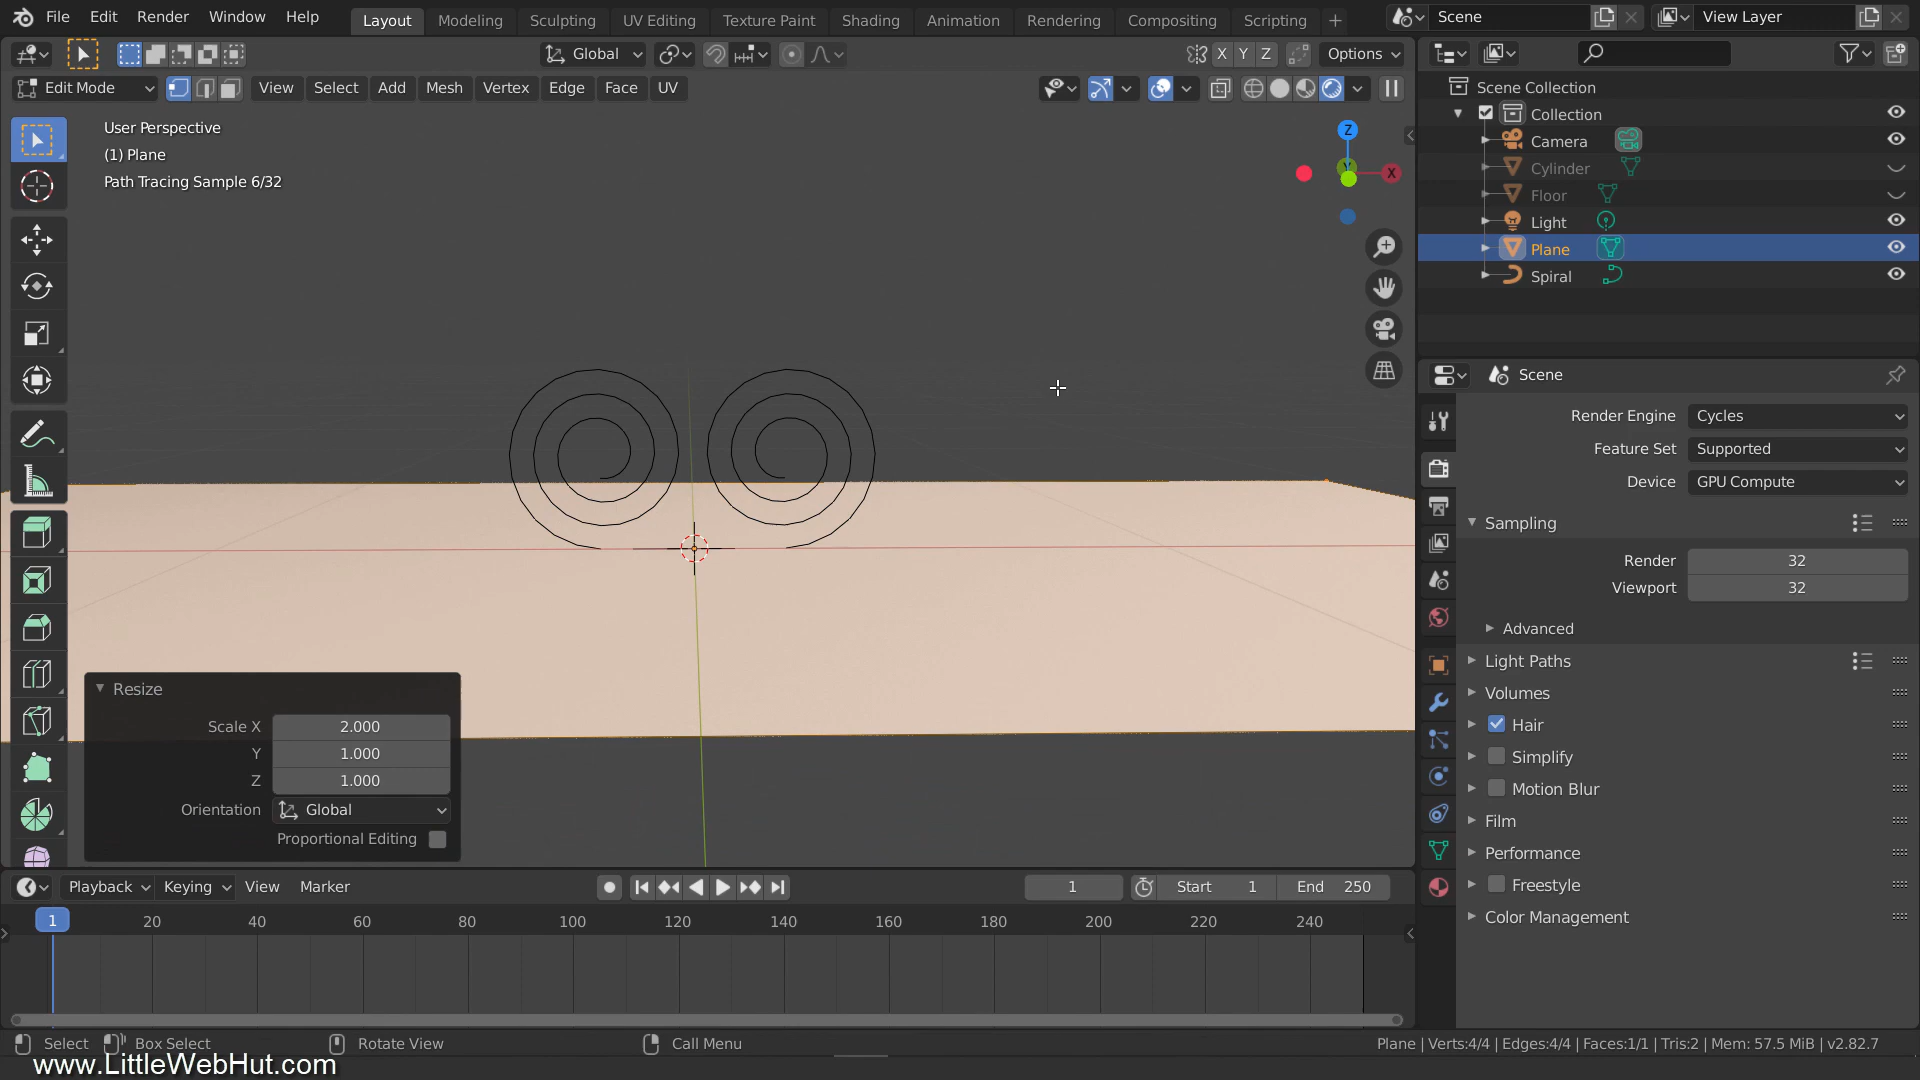 File Edit Render Window Help Layout Modeling Sculpting UV Editing Texture Paint Shading Animation Rendering Compositing Scripting + Scene View Layer
Global X Y Z Options
Edit Mode View Select Add Mesh Vertex Edge Face UV
User Perspective
(1) Plane
Path Tracing Sample 6/32
Z
X
Y
Scene Collection
Collection
Camera
Cylinder
Floor
Light
Plane
Spiral
Scene
Render Engine Cycles
Feature Set Supported
Device GPU Compute
Sampling
Render 32
Viewport 32
Advanced
Light Paths
Volumes
Hair
Simplify
Motion Blur
Film
Performance
Freestyle
Color Management
Resize
Scale X 2.000
Y 1.000
Z 1.000
Orientation Global
Proportional Editing
Playback Keying View Marker 1 Start 1 End 250
1 20 40 60 80 100 120 140 160 180 200 220 240
Select Box Select Rotate View Call Menu Plane | Verts:4/4 | Edges:4/4 | Faces:1/1 | Tris:2 | Mem: 57.5 MiB | v2.82.7
www.LittleWebHut.com